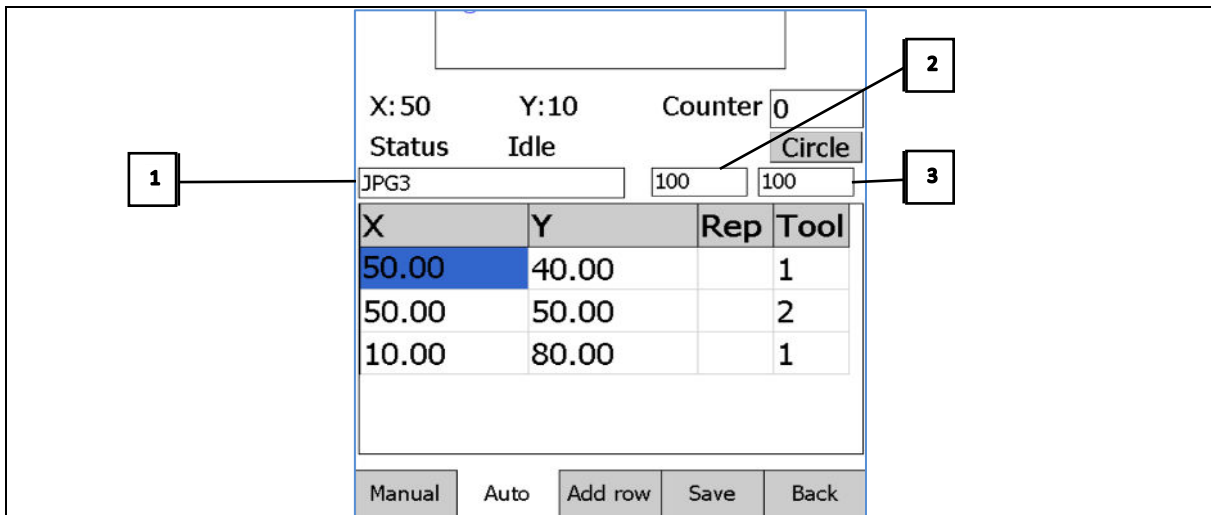 2
X: 50 Y: 10 Counter 0
Status Idle Circle
1 JPG3 100 100 3
X Y Rep Tool
50.00 40.00 1
50.00 50.00 2
10.00 80.00 1
Manual Auto Add row Save Back